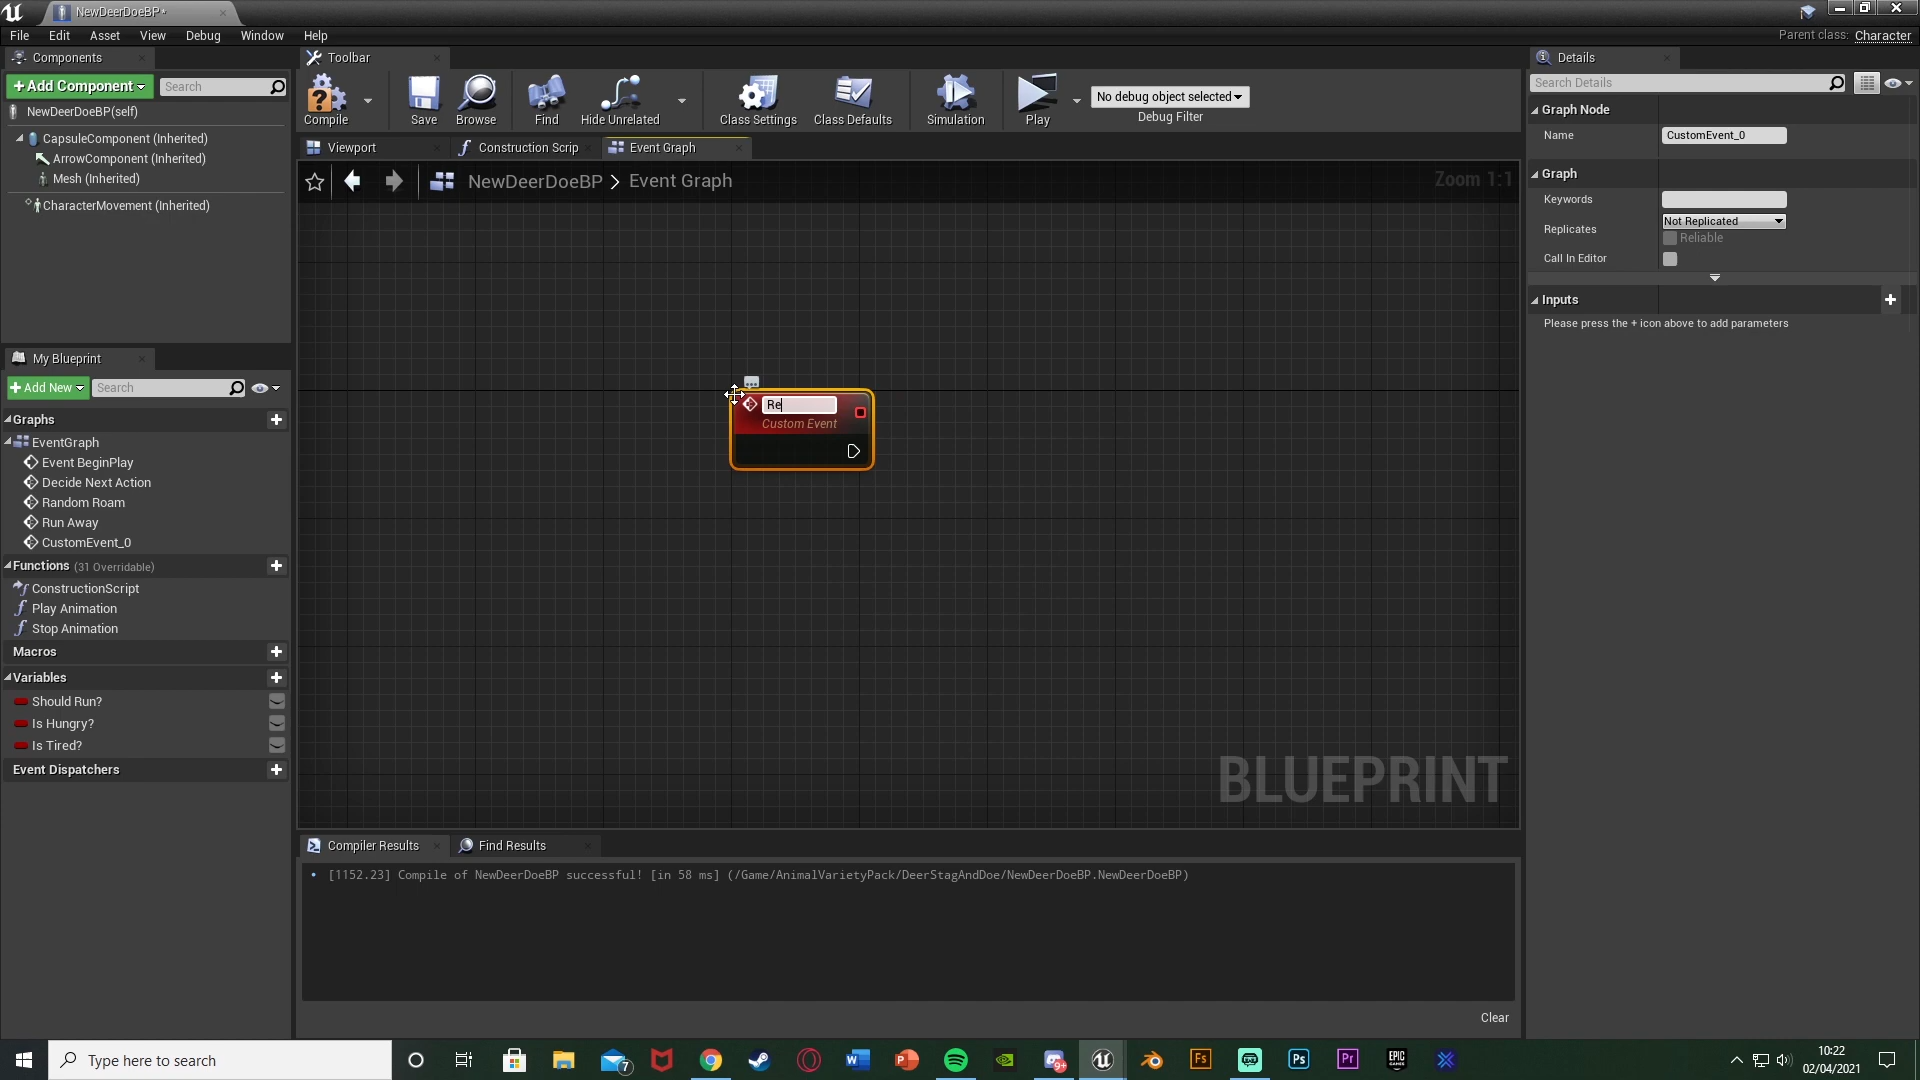 NewDeerDoeBP*
File Edit Asset View Debug Window Help
Parent class: Character
Components
Toolbar
Details
+ Add Component
Search
Compile
Save
Browse
Find
Hide Unrelated
Class Settings
Class Defaults
Simulation
Play
No debug object selected
Debug Filter
Search Details
NewDeerDoeBP(self)
CapsuleComponent (Inherited)
ArrowComponent (Inherited)
Mesh (Inherited)
CharacterMovement (Inherited)
Viewport
Construction Scrip
Event Graph
NewDeerDoeBP > Event Graph
Zoom 1:1
Graph Node
Name
CustomEvent_0
Graph
Keywords
Replicates
Not Replicated
Reliable
Call In Editor
Inputs
Please press the + icon above to add parameters
Re
Custom Event
BLUEPRINT
My Blueprint
+ Add New
Search
Graphs
EventGraph
Event BeginPlay
Decide Next Action
Random Roam
Run Away
CustomEvent_0
Functions (31 Overridable)
ConstructionScript
Play Animation
Stop Animation
Macros
Variables
Should Run?
Is Hungry?
Is Tired?
Event Dispatchers
Compiler Results
Find Results
[1152.23] Compile of NewDeerDoeBP successful! [in 58 ms] (/Game/AnimalVarietyPack/DeerStagAndDoe/NewDeerDoeBP.NewDeerDoeBP)
Clear
Type here to search
7
W
P
9+
Fs
Ps
Pr
EPIC GAMES
10:22
02/04/2021